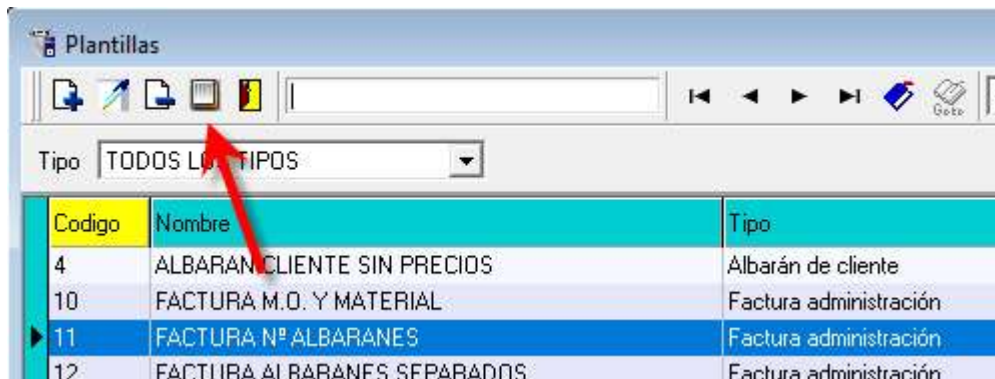 Plantillas
Goto
Tipo TODOS LOS TIPOS
Codigo Nombre Tipo
4 ALBARAN CLIENTE SIN PRECIOS Albarán de cliente
10 FACTURA M.O. Y MATERIAL Factura administración
11 FACTURA Nº ALBARANES Factura administración
12 FACTURA ALBARANES SEPARADOS Factura administración